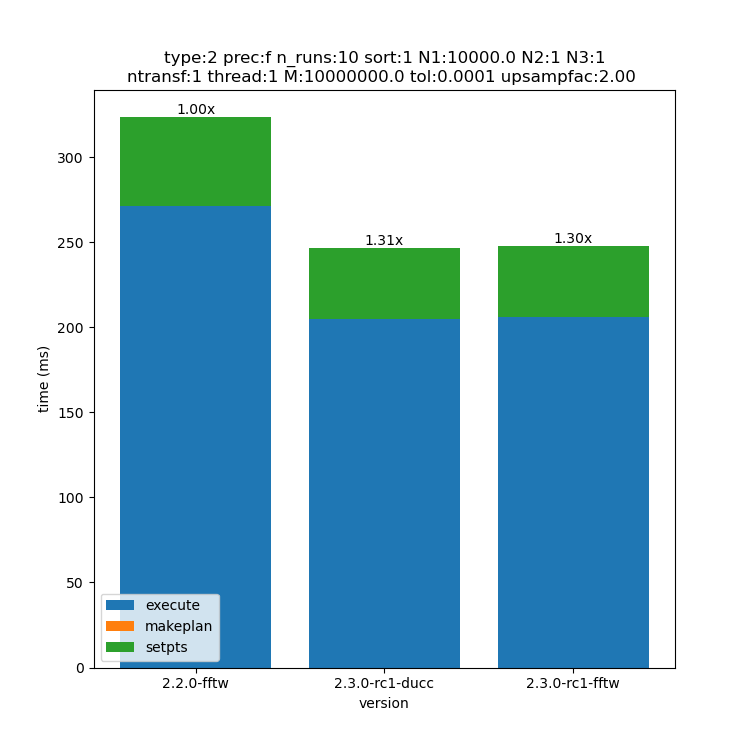 type:2 prec:f n_runs:10 sort:1 N1:10000.0 N2:1 N3:1
ntransf:1 thread:1 M:10000000.0 tol:0.0001 upsampfac:2.00
1.00x
1.31x
1.30x
300
250
200
150
100
50
0
time (ms)
execute
makeplan
setpts
2.2.0-fftw
2.3.0-rc1-ducc
2.3.0-rc1-fftw
version